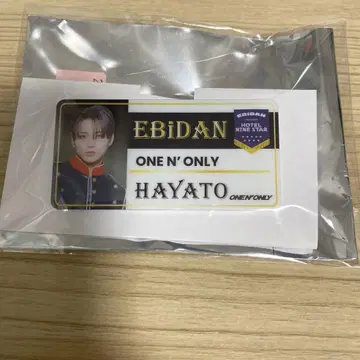 EBiDAN
EBiDAN
HOTEL
NINE STAR
ONE N' ONLY
HAYATO
ONE N' ONLY